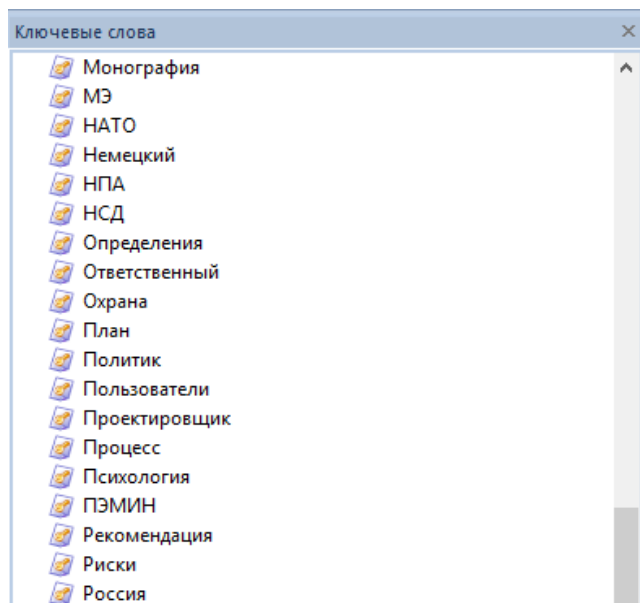 Ключевые слова
Монография
МЭ
НАТО
Немецкий
НПА
НСД
Определения
Ответственный
Охрана
План
Политик
Пользователи
Проектировщик
Процесс
Психология
ПЭМИН
Рекомендация
Риски
Россия